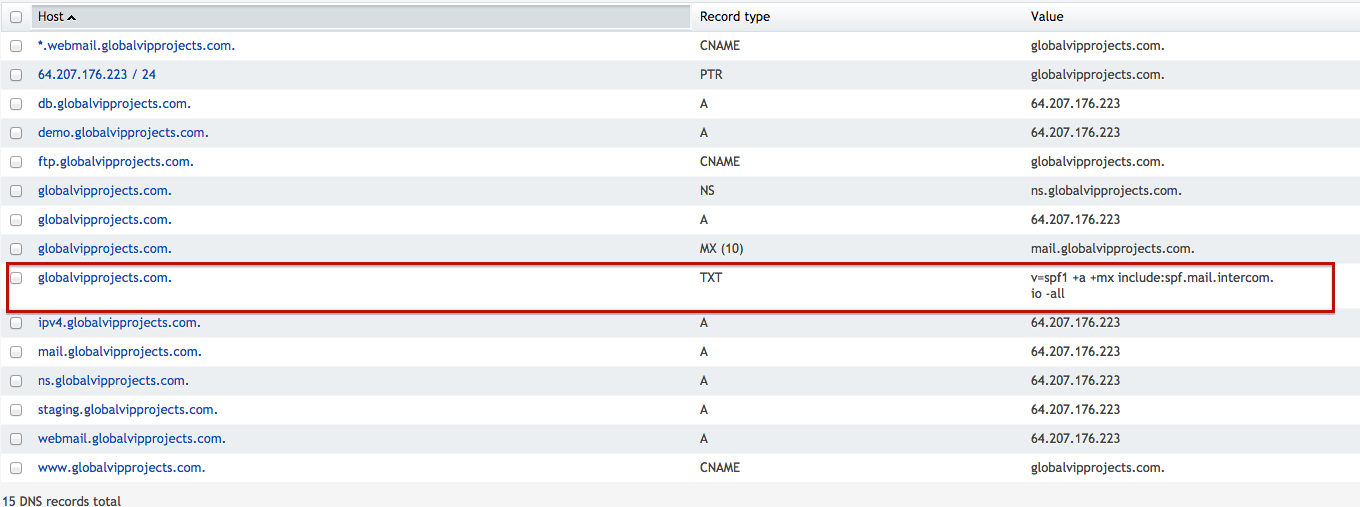 Host Record type Value
*.webmail.globalvipprojects.com. CNAME globalvipprojects.com.
64.207.176.223 / 24 PTR globalvipprojects.com.
db.globalvipprojects.com. A 64.207.176.223
demo.globalvipprojects.com. A 64.207.176.223
ftp.globalvipprojects.com. CNAME globalvipprojects.com.
globalvipprojects.com. NS ns.globalvipprojects.com.
globalvipprojects.com. A 64.207.176.223
globalvipprojects.com. MX (10) mail.globalvipprojects.com.
globalvipprojects.com. TXT v=spf1 +a +mx include:spf.mail.intercom.
io -all
ipv4.globalvipprojects.com. A 64.207.176.223
mail.globalvipprojects.com. A 64.207.176.223
ns.globalvipprojects.com. A 64.207.176.223
staging.globalvipprojects.com. A 64.207.176.223
webmail.globalvipprojects.com. A 64.207.176.223
www.globalvipprojects.com. CNAME globalvipprojects.com.
15 DNS records total